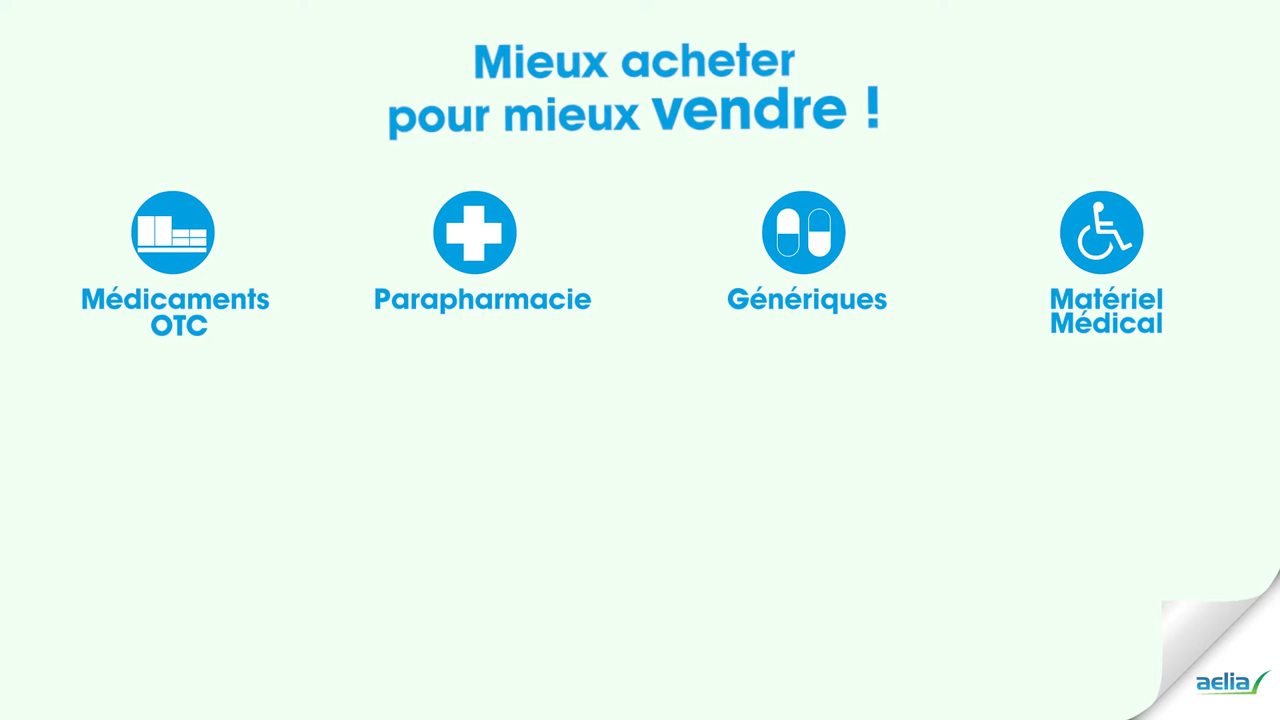 Mieux acheter
pour mieux vendre !
Médicaments
OTC
Parapharmacie
Génériques
Matériel
Médical
aelia